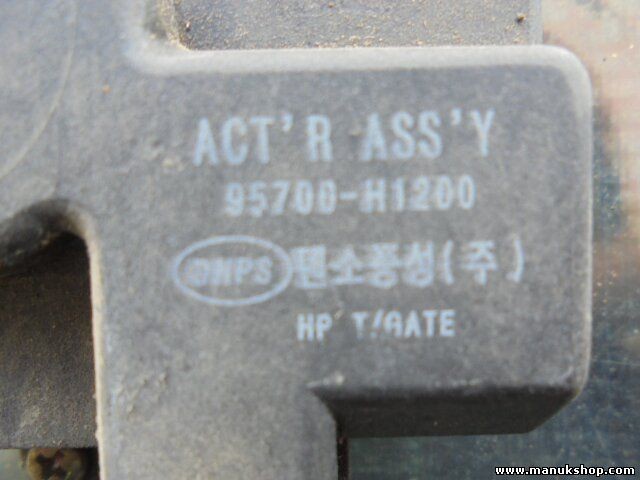 ACT'R ASS'Y
95700-H1200
DNPS 덴소풍성(주)
HP T/GATE
www.manukshop.com